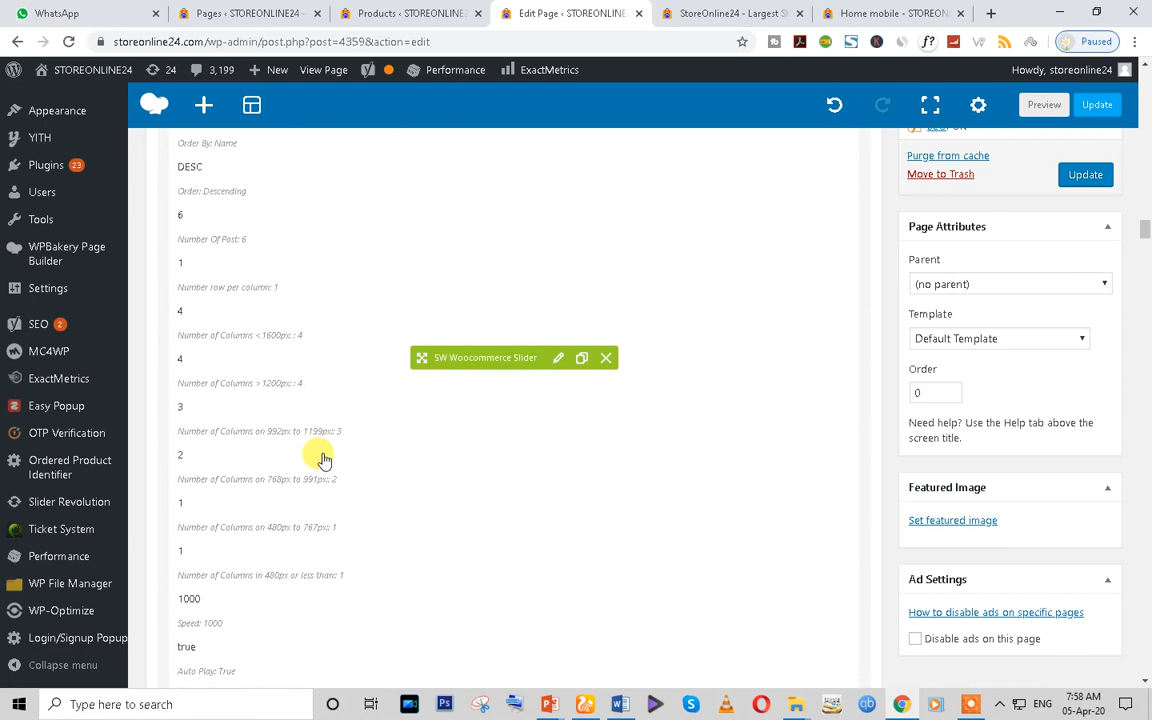 WhatsApp
Pages ‹ STOREONLINE24 -
Products ‹ STOREONLINE
Edit Page ‹ STOREONLINE
StoreOnline24 - Largest S
Home mobile - STOREON
storeonline24.com/wp-admin/post.php?post=4359&action=edit
Paused
STOREONLINE24
24
3,199
New
View Page
Performance
ExactMetrics
Howdy, storeonline24
Appearance
YITH
Plugins 23
Users
Tools
WPBakery Page
Builder
Settings
SEO 2
MC4WP
ExactMetrics
Easy Popup
OTP Verification
Ordered Product
Identifier
Slider Revolution
Ticket System
Performance
WP File Manager
WP-Optimize
Login/Signup Popup
Collapse menu
Preview
Update
Order By: Name
DESC
Order: Descending
6
Number Of Post: 6
1
Number row per column: 1
4
Number of Columns <1600px: : 4
4
Number of Columns >1200px: : 4
3
Number of Columns on 992px to 1199px:: 3
2
Number of Columns on 768px to 991px:: 2
1
Number of Columns on 480px to 767px:: 1
1
Number of Columns in 480px or less than:: 1
1000
Speed: 1000
true
Auto Play: True
SW Woocommerce Slider
Purge from cache
Move to Trash
Update
Page Attributes
Parent
(no parent)
Template
Default Template
Order
0
Need help? Use the Help tab above the
screen title.
Featured Image
Set featured image
Ad Settings
How to disable ads on specific pages
Disable ads on this page
Type here to search
ENG
7:58 AM
05-Apr-20